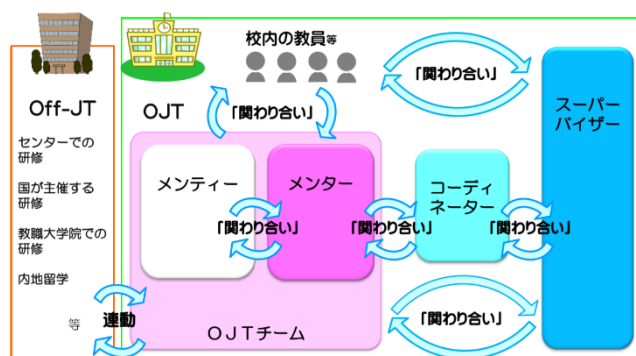 校内の教員等
「関わり合い」
Off-JT
OJT
「関わり合い」
スーパー
バイザー
センターでの
研修
国が主催する
研修
教職大学院での
研修
内地留学
等
メンティー
メンター
コーディ
ネーター
「関わり合い」
「関わり合い」
「関わり合い」
連動
OJTチーム
「関わり合い」